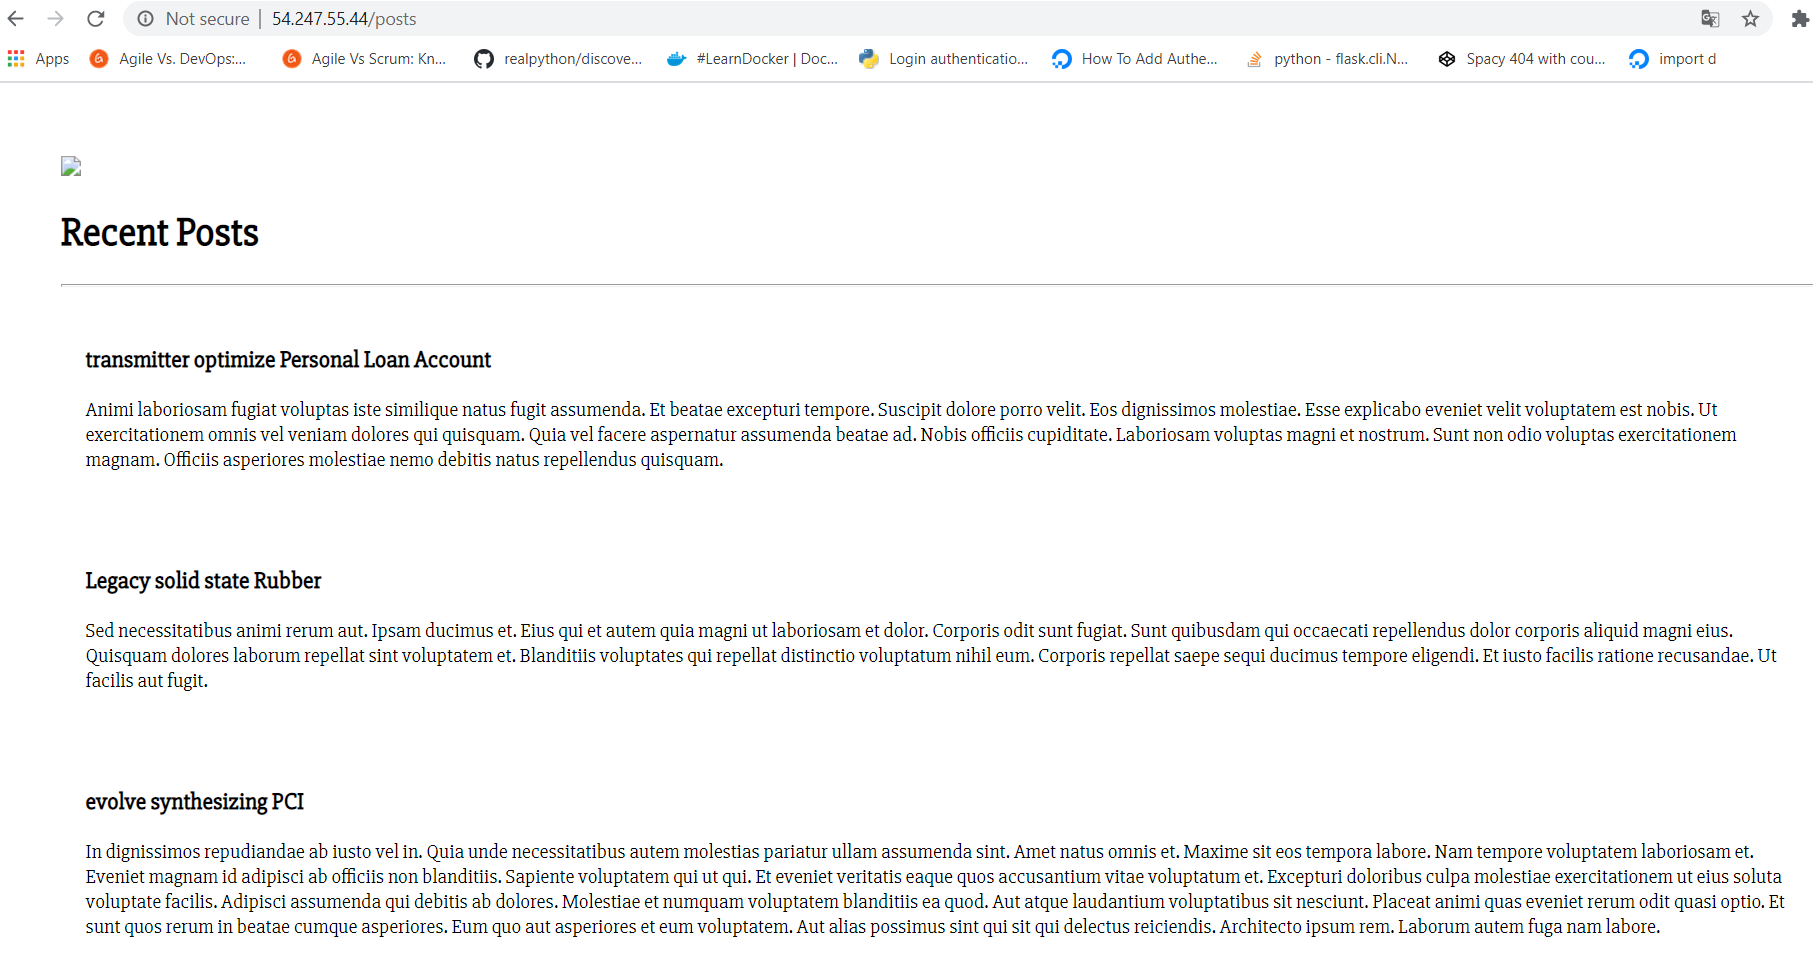 Not secure | 54.247.55.44/posts
Apps Agile Vs. DevOps:... Agile Vs Scrum: Kn... realpython/discove... #LearnDocker | Doc... Login authenticatio... How To Add Authe... python - flask.cli.N... Spacy 404 with cou... import d
Recent Posts
transmitter optimize Personal Loan Account
Animi laboriosam fugiat voluptas iste similique natus fugit assumenda. Et beatae excepturi tempore. Suscipit dolore porro velit. Eos dignissimos molestiae. Esse explicabo eveniet velit voluptatem est nobis. Ut
exercitationem omnis vel veniam dolores qui quisquam. Quia vel facere aspernatur assumenda beatae ad. Nobis officiis cupiditate. Laboriosam voluptas magni et nostrum. Sunt non odio voluptas exercitationem
magnam. Officiis asperiores molestiae nemo debitis natus repellendus quisquam.
Legacy solid state Rubber
Sed necessitatibus animi rerum aut. Ipsam ducimus et. Eius qui et autem quia magni ut laboriosam et dolor. Corporis odit sunt fugiat. Sunt quibusdam qui occaecati repellendus dolor corporis aliquid magni eius.
Quisquam dolores laborum repellat sint voluptatem et. Blanditiis voluptates qui repellat distinctio voluptatum nihil eum. Corporis repellat saepe sequi ducimus tempore eligendi. Et iusto facilis ratione recusandae. Ut
facilis aut fugit.
evolve synthesizing PCI
In dignissimos repudiandae ab iusto vel in. Quia unde necessitatibus autem molestias pariatur ullam assumenda sint. Amet natus omnis et. Maxime sit eos tempora labore. Nam tempore voluptatem laboriosam et.
Eveniet magnam id adipisci ab officiis non blanditiis. Sapiente voluptatem qui ut qui. Et eveniet veritatis eaque quos accusantium vitae voluptatum et. Excepturi doloribus culpa molestiae exercitationem ut eius soluta
voluptate facilis. Adipisci assumenda qui debitis ab dolores. Molestiae et numquam voluptatem blanditiis ea quod. Aut atque laudantium voluptatibus sit nesciunt. Placeat animi quas eveniet rerum odit quasi optio. Et
sunt quos rerum in beatae cumque asperiores. Eum quo aut asperiores et eum voluptatem. Aut alias possimus sint qui sit qui delectus reiciendis. Architecto ipsum rem. Laborum autem fuga nam labore.